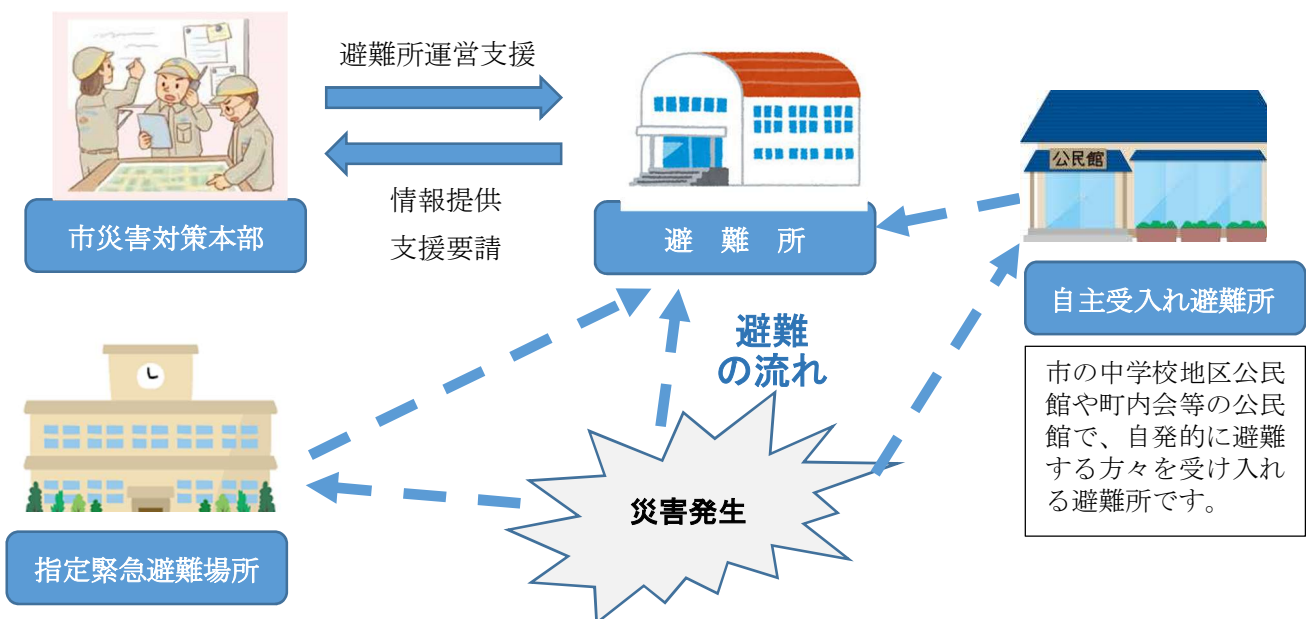 避難所運営支援
情報提供
支援要請
市災害対策本部
避 難 所
公民館
自主受入れ避難所
市の中学校地区公民
館や町内会等の公民
館で、自発的に避難
する方々を受け入れ
る避難所です。
避難
の流れ
災害発生
指定緊急避難場所